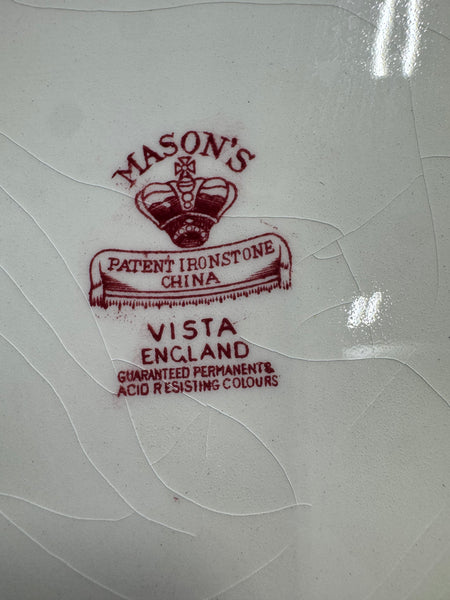 MASON'S
PATENT IRONSTONE
CHINA
VISTA
ENGLAND
GUARANTEED PERMANENT &
ACID RESISTING COLOURS